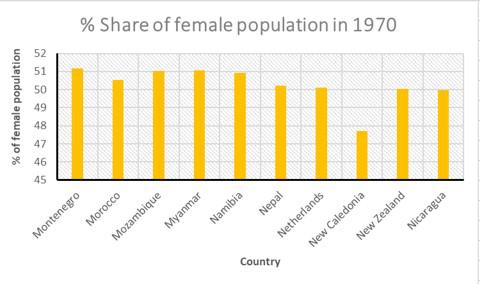 % Share of female population in 1970
% of female population
52
51
50
49
48
47
46
45
Montenegro
Morocco
Mozambique
Myanmar
Namibia
Nepal
Netherlands
New Caledonia
New Zealand
Nicaragua
Country